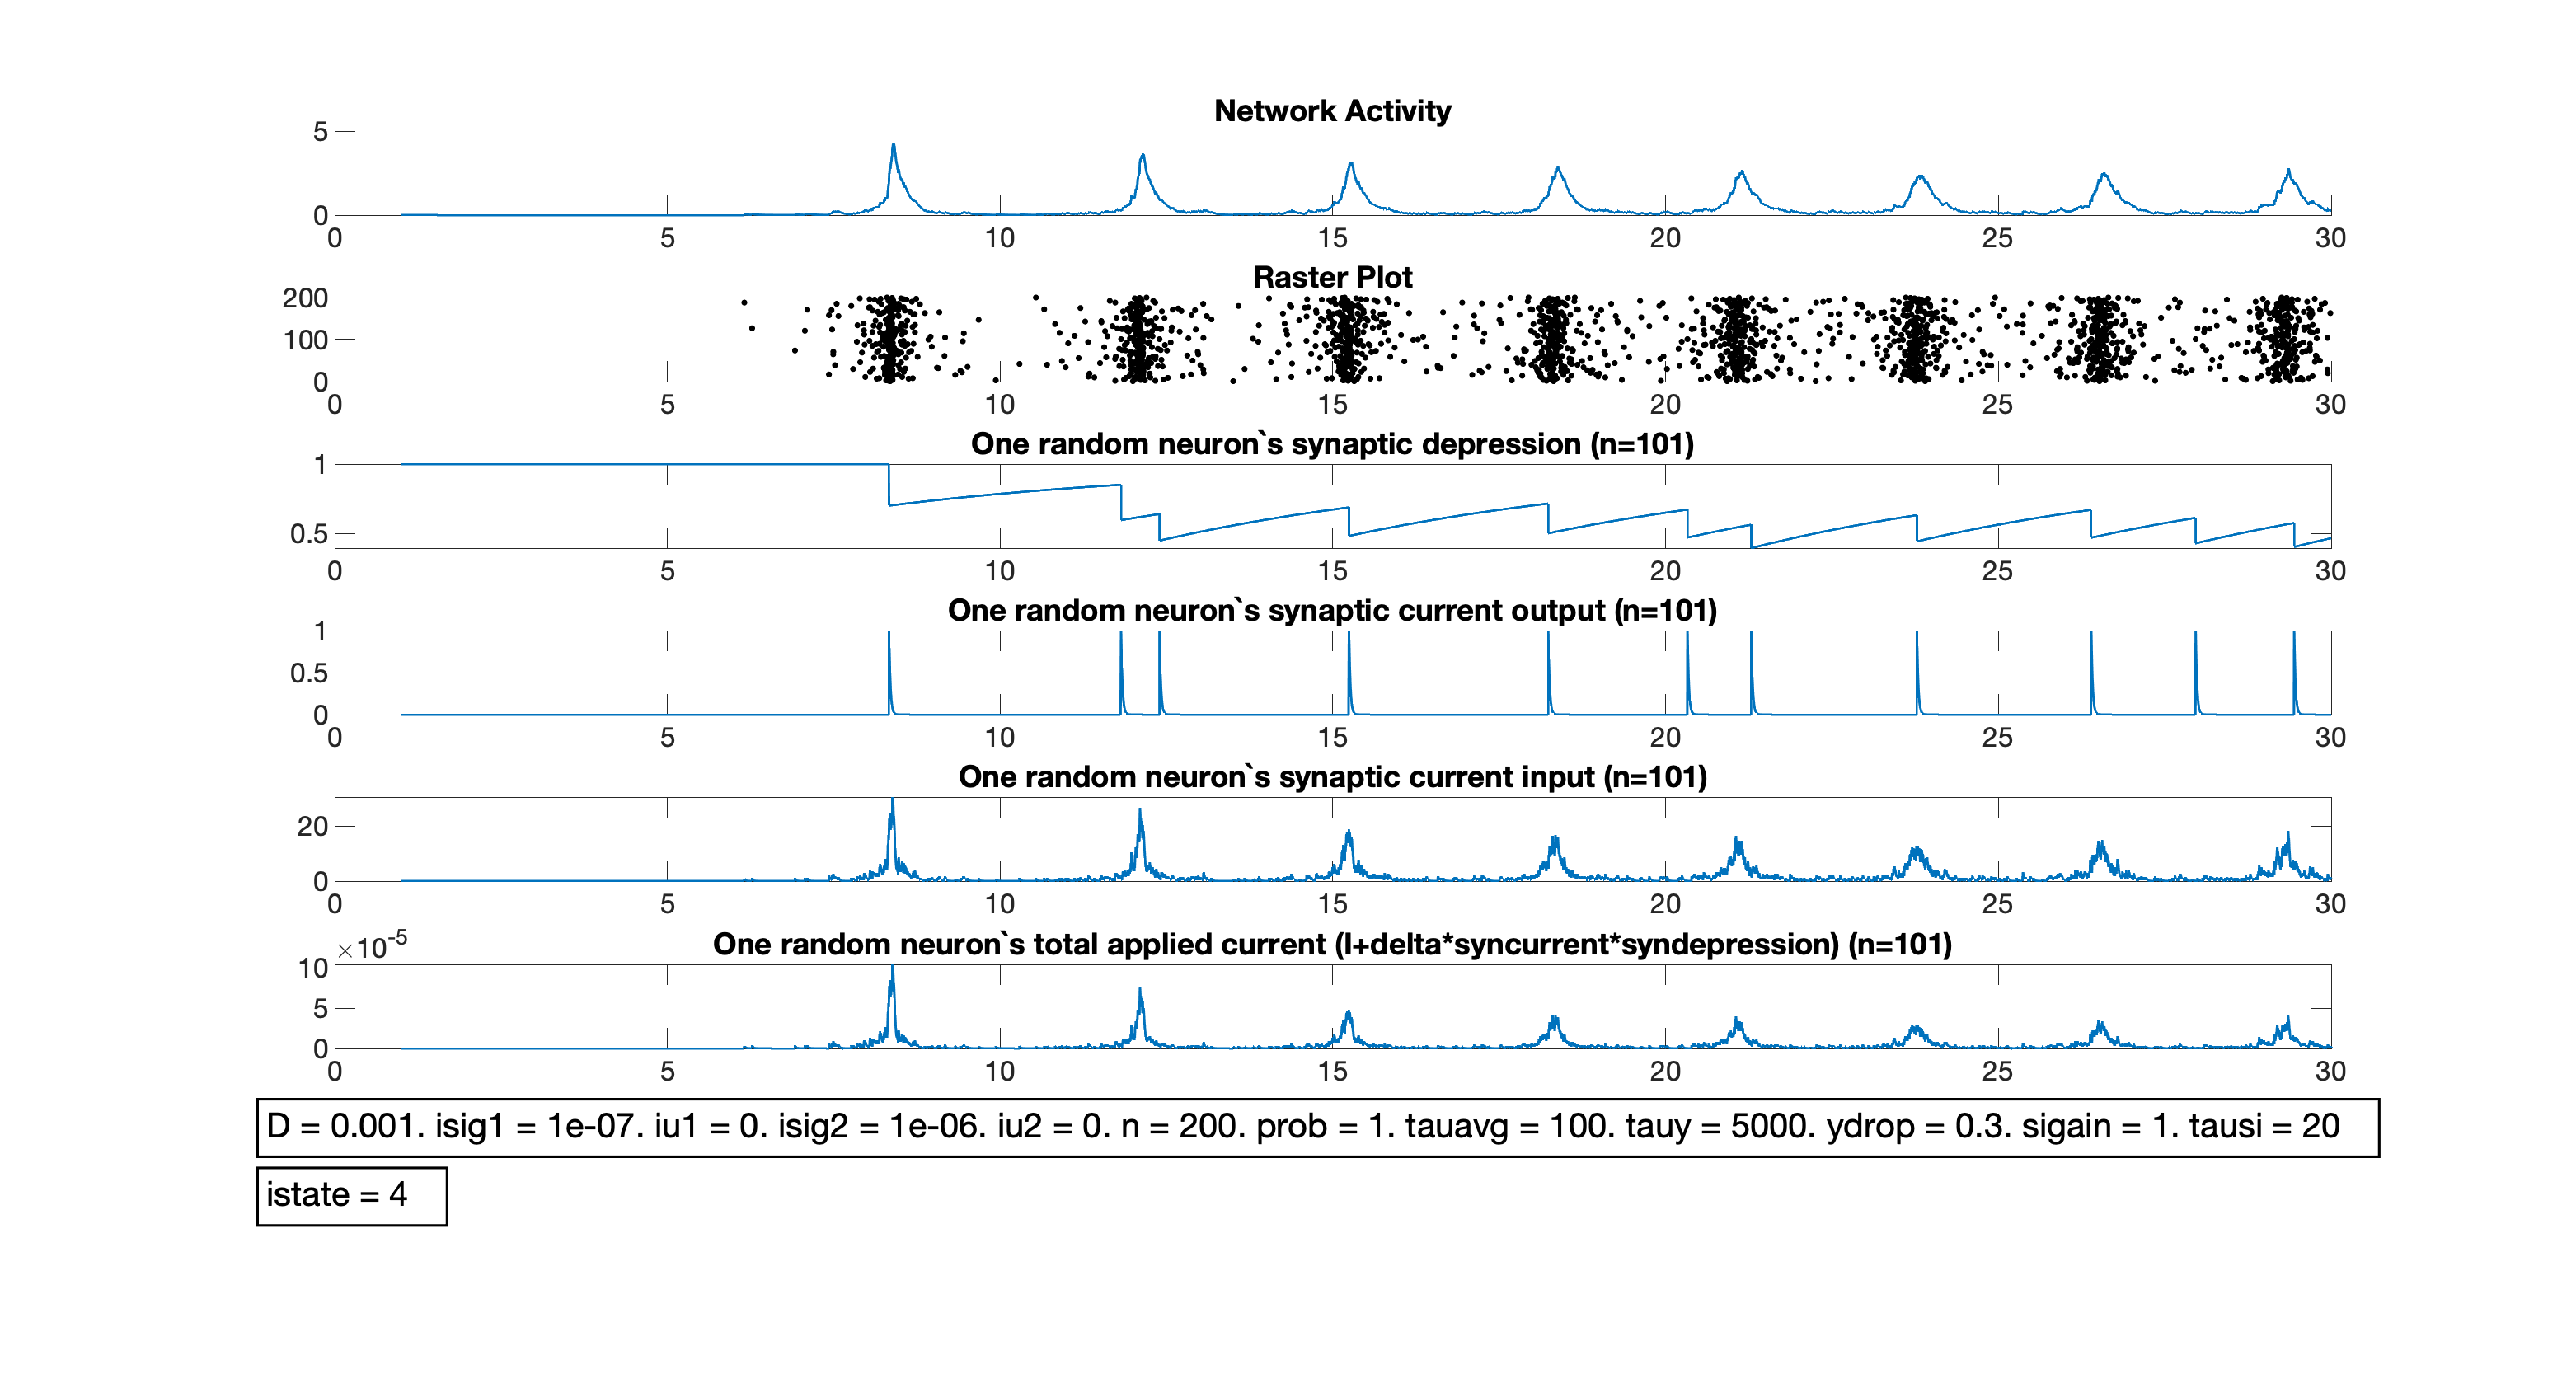 Network Activity
5
0
0 5 10 15 20 25 30
Raster Plot
200
100
0
0 5 10 15 20 25 30
One random neuron`s synaptic depression (n=101)
1
0.5
0 5 10 15 20 25 30
One random neuron`s synaptic current output (n=101)
1
0.5
0
0 5 10 15 20 25 30
One random neuron`s synaptic current input (n=101)
20
0
0 5 10 15 20 25 30
×10-5
One random neuron`s total applied current (I+delta*syncurrent*syndepression) (n=101)
10
5
0
0 5 10 15 20 25 30
D = 0.001. isig1 = 1e-07. iu1 = 0. isig2 = 1e-06. iu2 = 0. n = 200. prob = 1. tauavg = 100. tauy = 5000. ydrop = 0.3. sigain = 1. tausi = 20
istate = 4